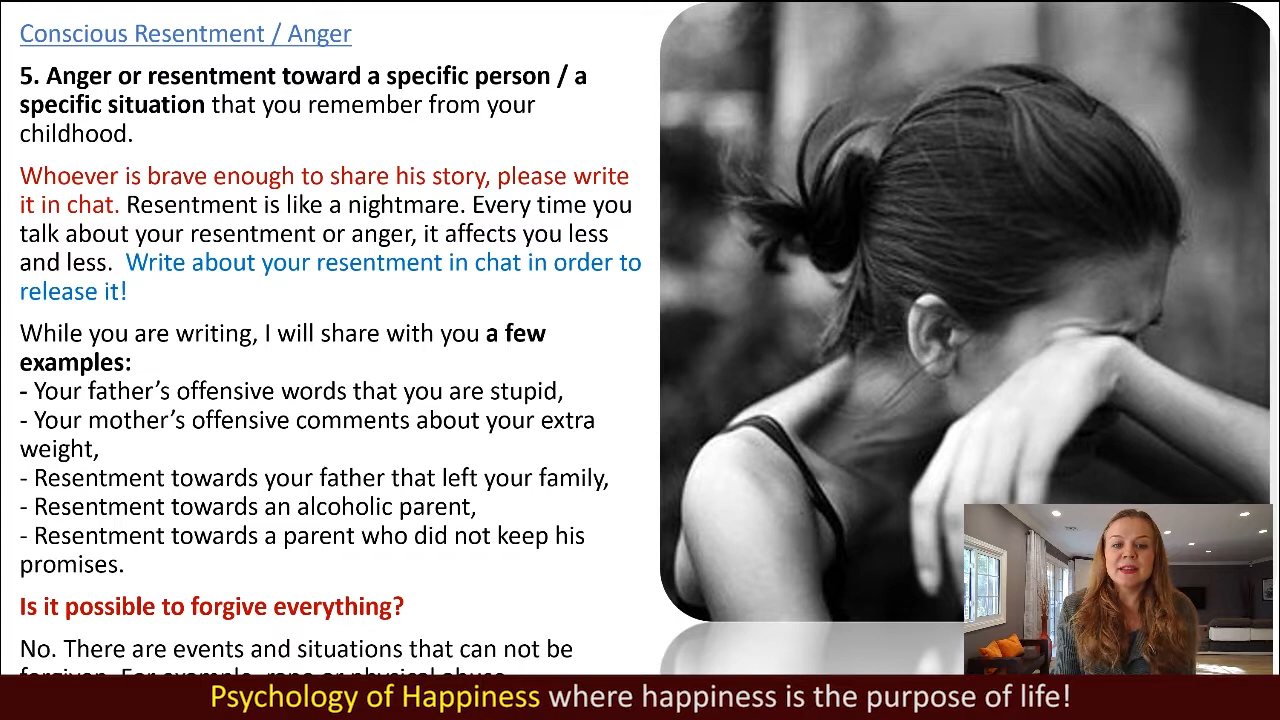 Conscious Resentment / Anger
5. Anger or resentment toward a specific person / a
specific situation that you remember from your
childhood.
Whoever is brave enough to share his story, please write
it in chat. Resentment is like a nightmare. Every time you
talk about your resentment or anger, it affects you less
and less.  Write about your resentment in chat in order to
release it!
While you are writing, I will share with you a few
examples:
- Your father’s offensive words that you are stupid,
- Your mother’s offensive comments about your extra
weight,
- Resentment towards your father that left your family,
- Resentment towards an alcoholic parent,
- Resentment towards a parent who did not keep his
promises.
Is it possible to forgive everything?
No. There are events and situations that can not be
forgiven. For example, rape or physical abuse.
Psychology of Happiness where happiness is the purpose of life!